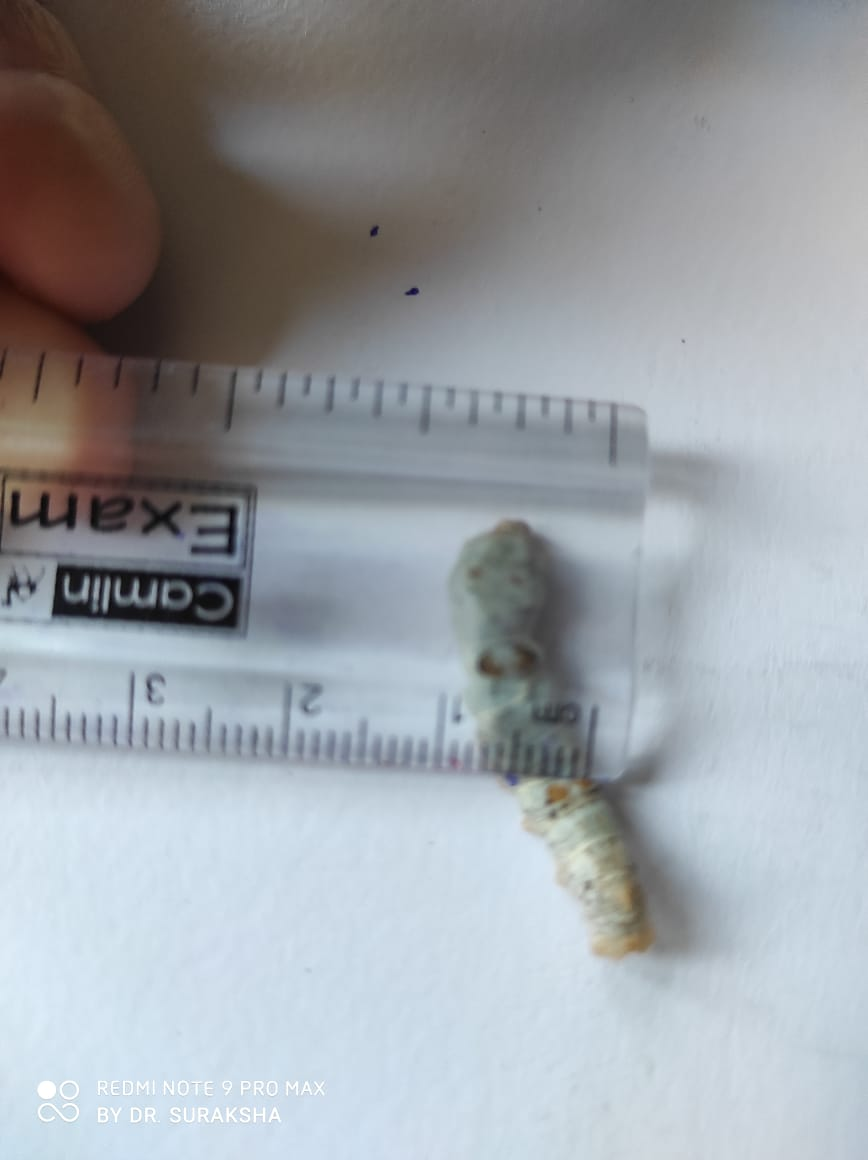 Exam
Camlin
3
2
1
cm
REDMI NOTE 9 PRO MAX
BY DR. SURAKSHA